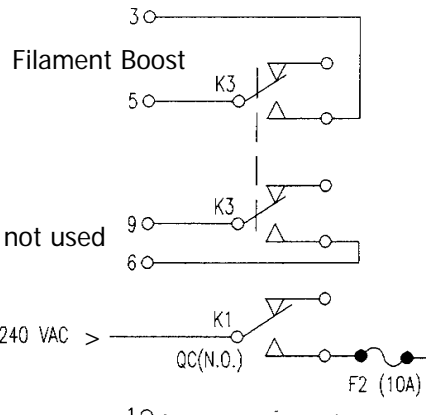 3
Filament Boost
K3
5
K3
9
not used
6
K1
240 VAC >
QC(N.O.)
F2 (10A)
1